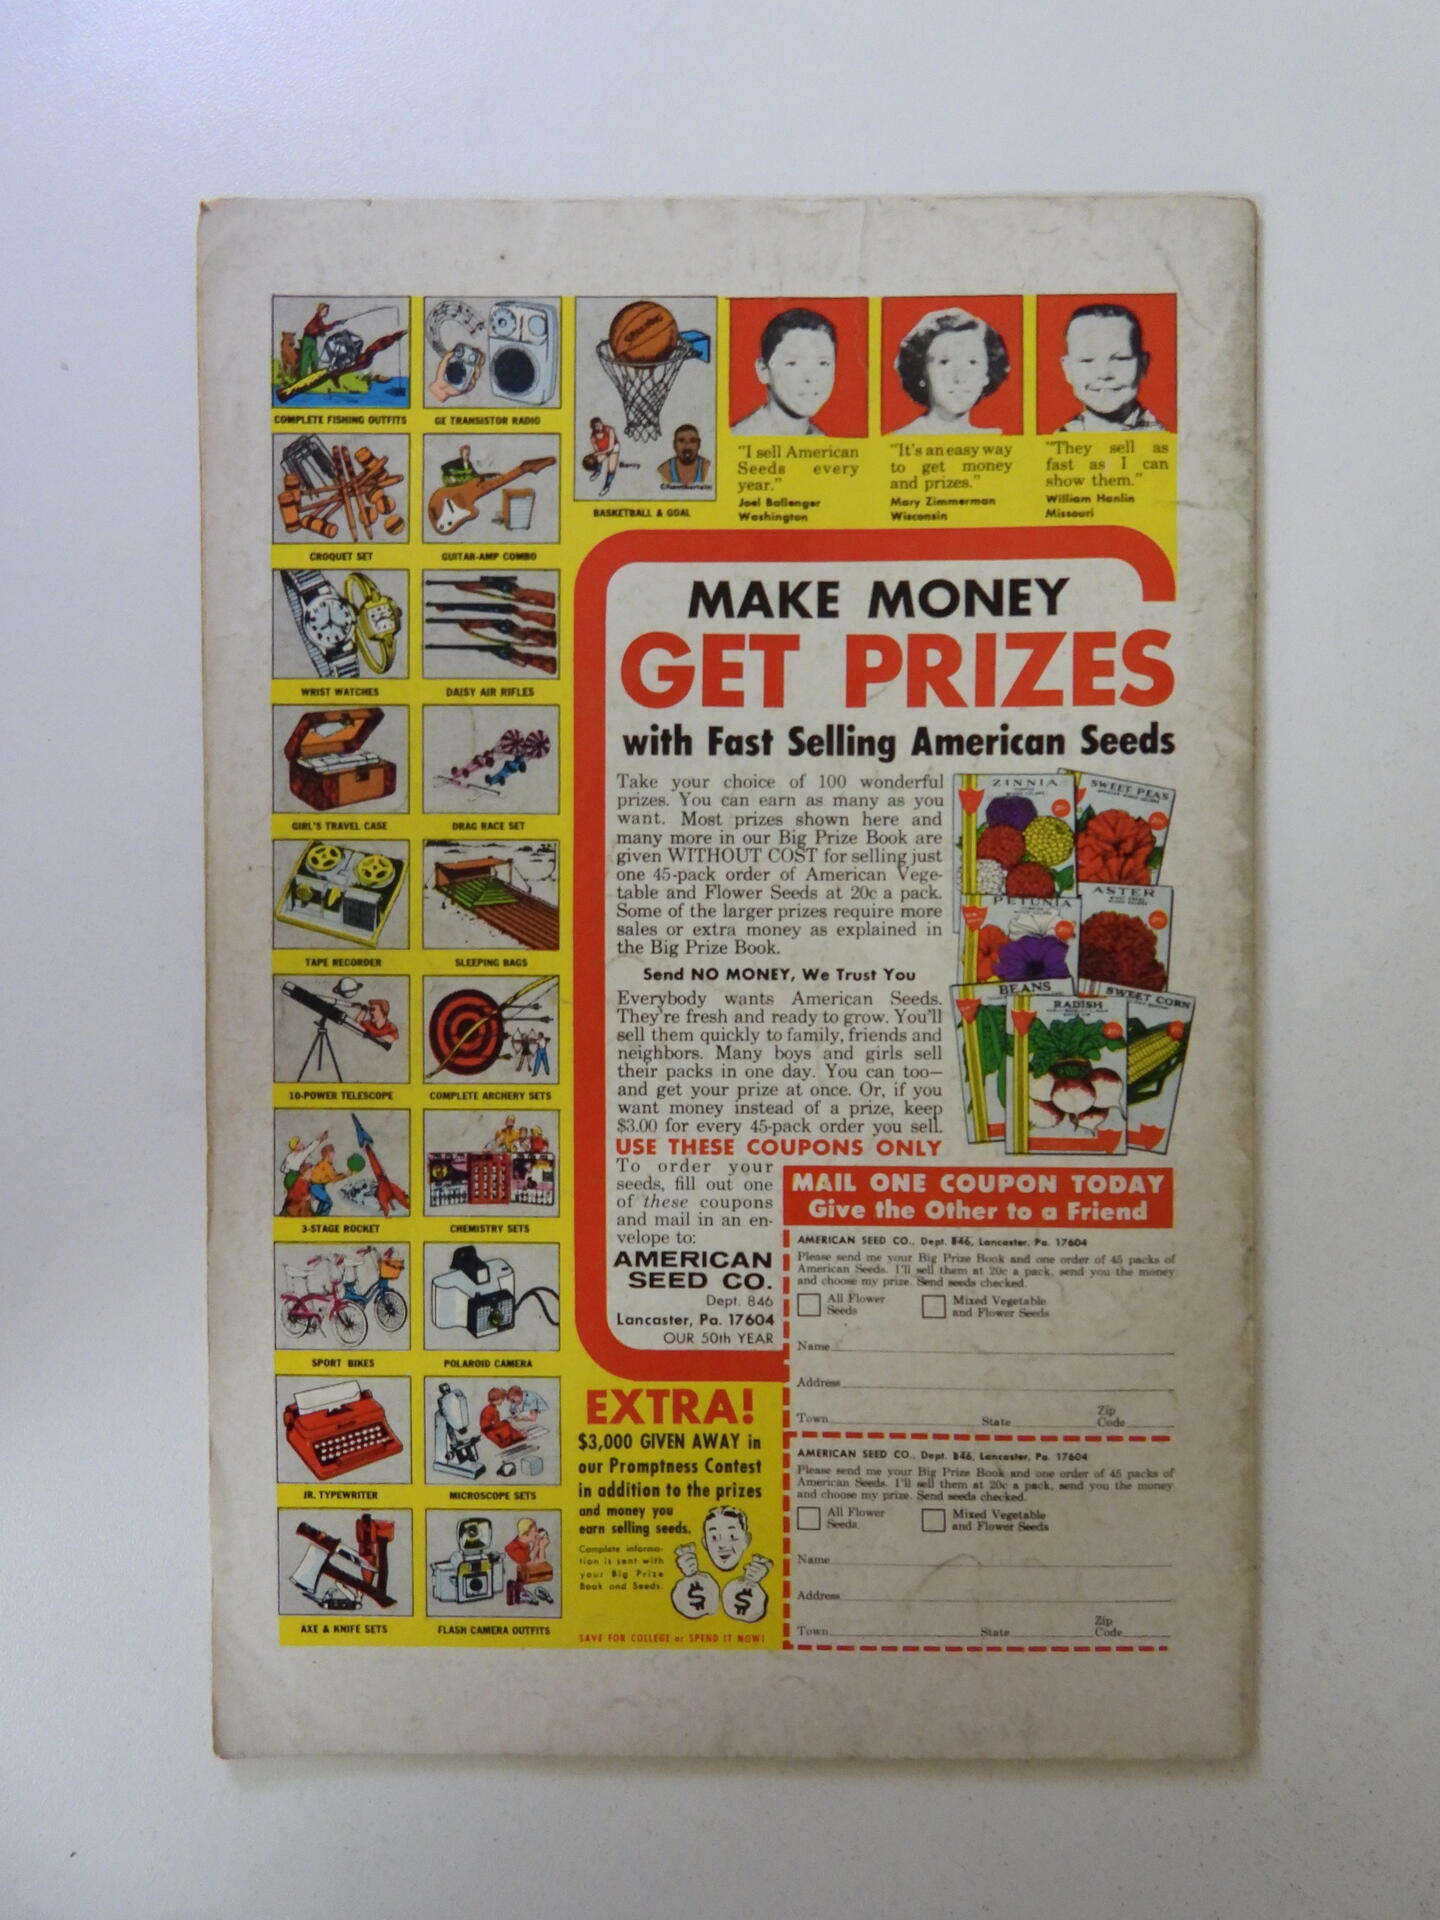 COMPLETE FISHING OUTFITS
GE TRANSISTOR RADIO
CROQUET SET
GUITAR-AMP COMBO
WRIST WATCHES
DAISY AIR RIFLES
GIRL'S TRAVEL CASE
DRAG RACE SET
TAPE RECORDER
SLEEPING BAGS
10-POWER TELESCOPE
COMPLETE ARCHERY SETS
3-STAGE ROCKET
CHEMISTRY SETS
SPORT BIKES
POLAROID CAMERA
JR. TYPEWRITER
MICROSCOPE SETS
AXE & KNIFE SETS
FLASH CAMERA OUTFITS
SPALDING
Barry
Chamberlain
BASKETBALL & GOAL
"I sell American
Seeds every
year."
Joel Ballenger
Washington
"It's an easy way
to get money
and prizes."
Mary Zimmerman
Wisconsin
"They sell as
fast as I can
show them."
William Hanlin
Missouri
MAKE MONEY
GET PRIZES
with Fast Selling American Seeds
Take your choice of 100 wonderful
prizes. You can earn as many as you
want. Most prizes shown here and
many more in our Big Prize Book are
given WITHOUT COST for selling just
one 45-pack order of American Vege-
table and Flower Seeds at 20c a pack.
Some of the larger prizes require more
sales or extra money as explained in
the Big Prize Book.
Send NO MONEY, We Trust You
Everybody wants American Seeds.
They're fresh and ready to grow. You'll
sell them quickly to family, friends and
neighbors. Many boys and girls sell
their packs in one day. You can too—
and get your prize at once. Or, if you
want money instead of a prize, keep
$3.00 for every 45-pack order you sell.
USE THESE COUPONS ONLY
To order your
seeds, fill out one
of these coupons
and mail in an en-
velope to:
AMERICAN
SEED CO.
Dept. 846
Lancaster, Pa. 17604
OUR 50th YEAR
ZINNIA
SWEET PEAS
PETUNIA
ASTER
BEANS
RADISH
SWEET CORN
MAIL ONE COUPON TODAY
Give the Other to a Friend
AMERICAN SEED CO., Dept. 846, Lancaster, Pa. 17604
Please send me your Big Prize Book and one order of 45 packs of
American Seeds. I'll sell them at 20c a pack, send you the money
and choose my prize. Send seeds checked.
All Flower
Seeds
Mixed Vegetable
and Flower Seeds
Name
Address
Town State Zip
Code
AMERICAN SEED CO., Dept. 846, Lancaster, Pa. 17604
Please send me your Big Prize Book and one order of 45 packs of
American Seeds. I'll sell them at 20c a pack, send you the money
and choose my prize. Send seeds checked.
All Flower
Seeds
Mixed Vegetable
and Flower Seeds
Name
Address
Town State Zip
Code
EXTRA!
$3,000 GIVEN AWAY in
our Promptness Contest
in addition to the prizes
and money you
earn selling seeds.
Complete informa-
tion is sent with
your Big Prize
Book and Seeds.
$ $
SAVE FOR COLLEGE or SPEND IT NOW!